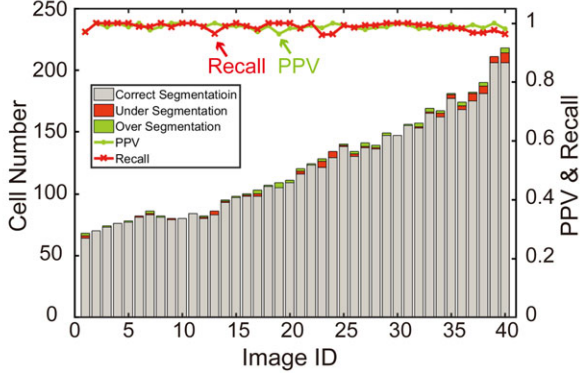 250
200
150
100
50
0
Cell Number
1
0.8
0.6
0.4
0.2
0
PPV & Recall
Recall
PPV
Correct Segmentatioin
Under Segmentation
Over Segmentation
PPV
Recall
0 5 10 15 20 25 30 35 40
Image ID